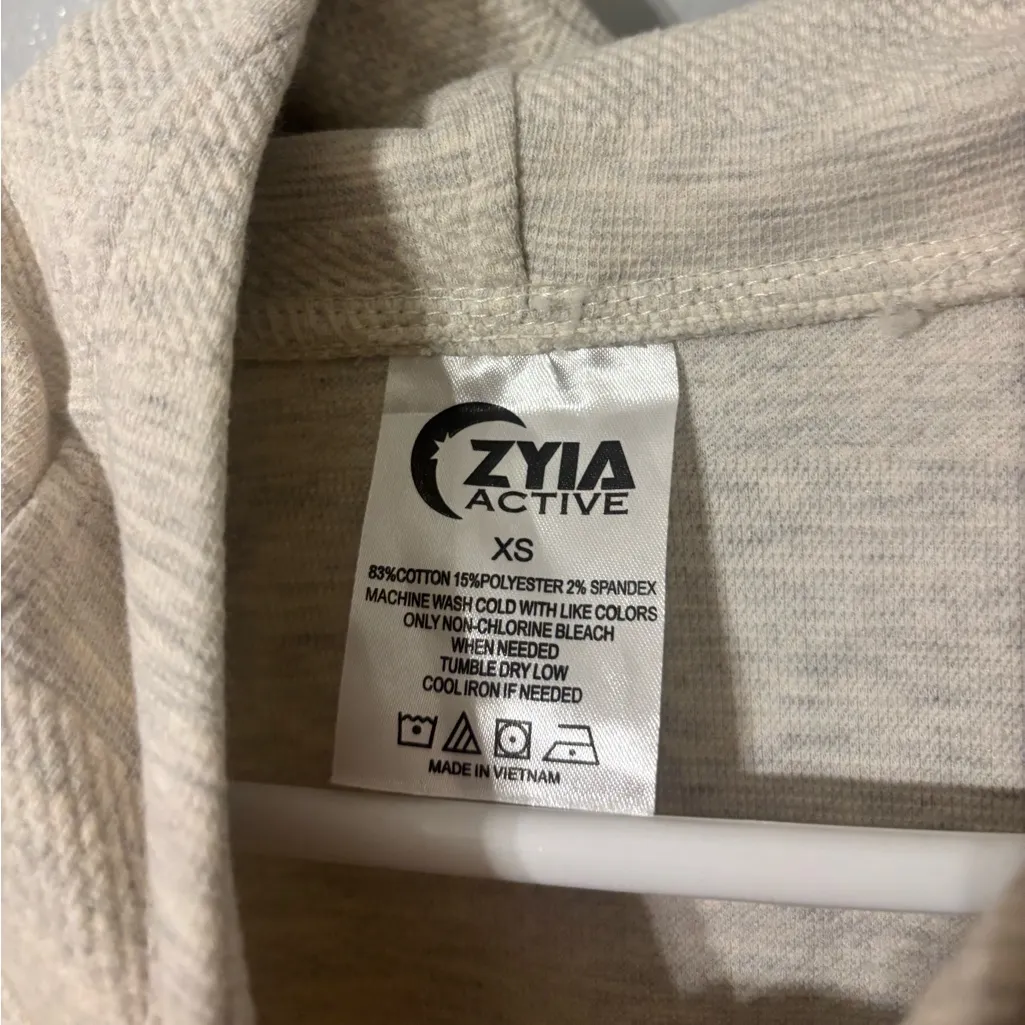 ZYIA
ACTIVE
XS
83%COTTON 15%POLYESTER 2% SPANDEX
MACHINE WASH COLD WITH LIKE COLORS
ONLY NON-CHLORINE BLEACH
WHEN NEEDED
TUMBLE DRY LOW
COOL IRON IF NEEDED
MADE IN VIETNAM